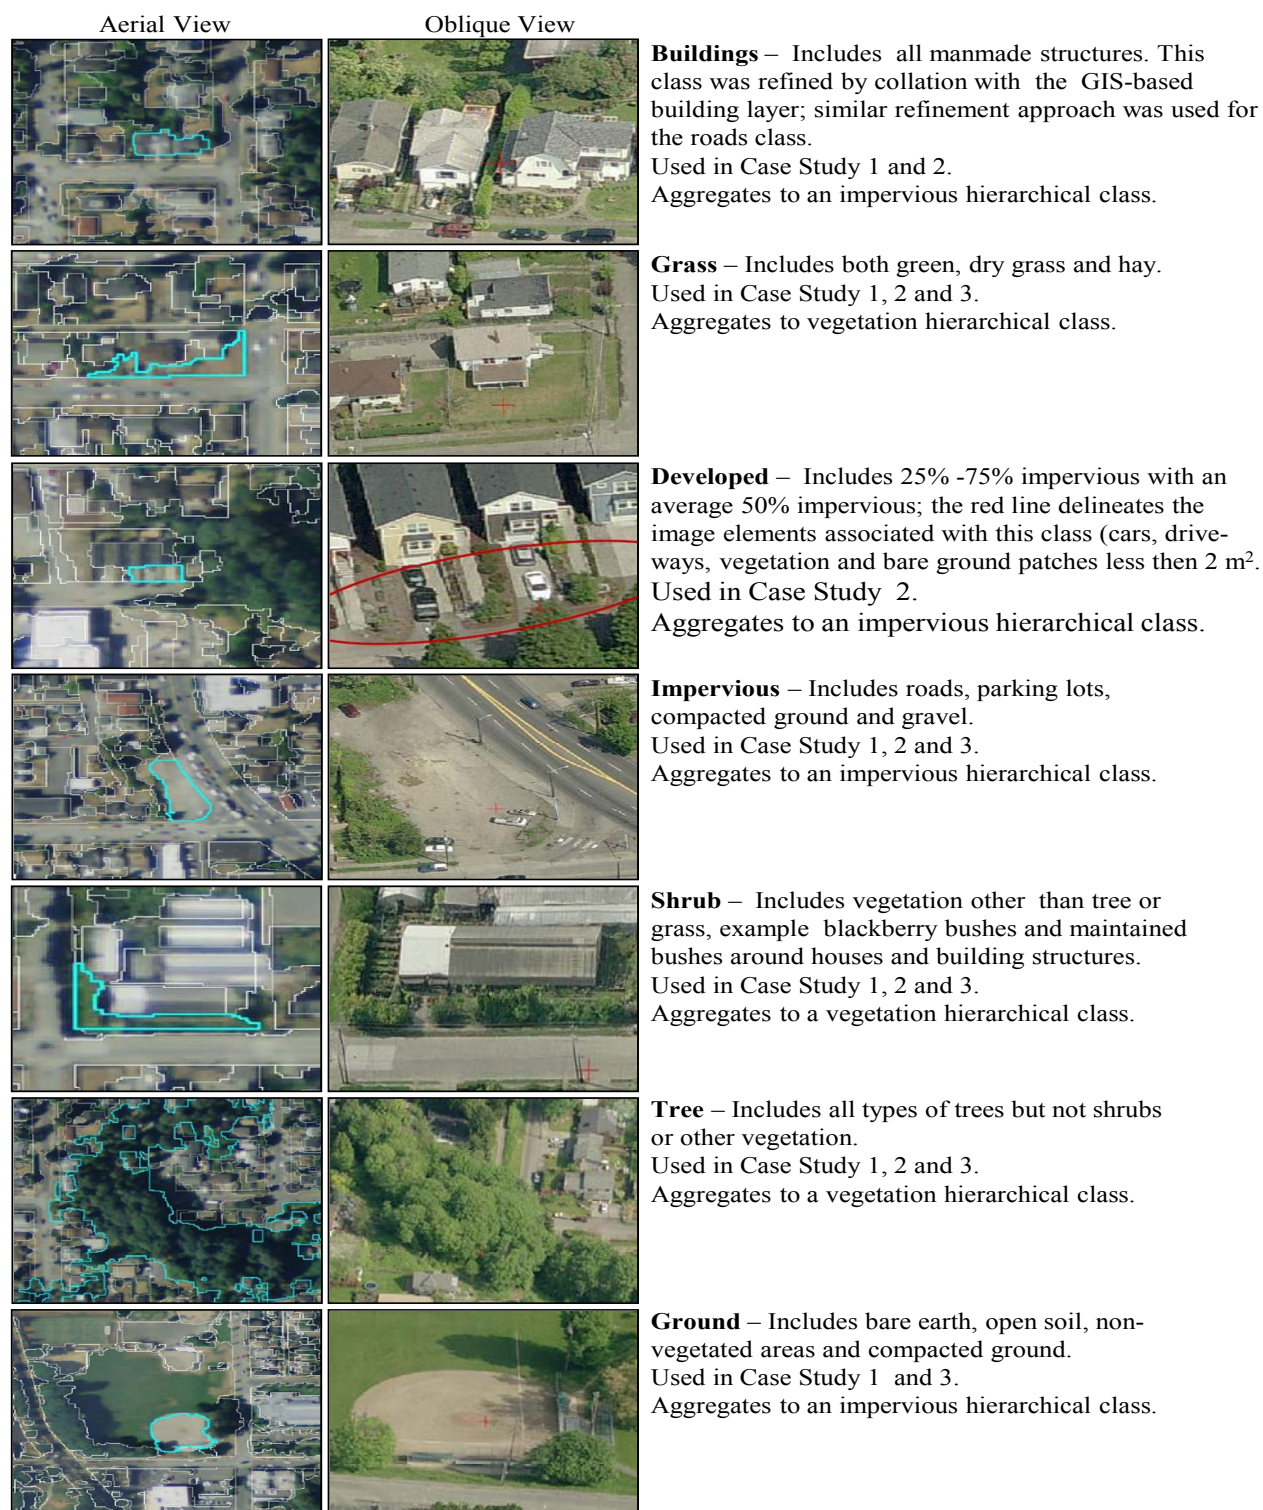 Aerial View
Oblique View
Buildings – Includes all manmade structures. This
class was refined by collation with the GIS-based
building layer; similar refinement approach was used for
the roads class.
Used in Case Study 1 and 2.
Aggregates to an impervious hierarchical class.
Grass – Includes both green, dry grass and hay.
Used in Case Study 1, 2 and 3.
Aggregates to vegetation hierarchical class.
Developed – Includes 25% -75% impervious with an
average 50% impervious; the red line delineates the
image elements associated with this class (cars, drive-
ways, vegetation and bare ground patches less then 2 m².
Used in Case Study 2.
Aggregates to an impervious hierarchical class.
Impervious – Includes roads, parking lots,
compacted ground and gravel.
Used in Case Study 1, 2 and 3.
Aggregates to an impervious hierarchical class.
Shrub – Includes vegetation other than tree or
grass, example blackberry bushes and maintained
bushes around houses and building structures.
Used in Case Study 1, 2 and 3.
Aggregates to a vegetation hierarchical class.
Tree – Includes all types of trees but not shrubs
or other vegetation.
Used in Case Study 1, 2 and 3.
Aggregates to a vegetation hierarchical class.
Ground – Includes bare earth, open soil, non-
vegetated areas and compacted ground.
Used in Case Study 1 and 3.
Aggregates to an impervious hierarchical class.